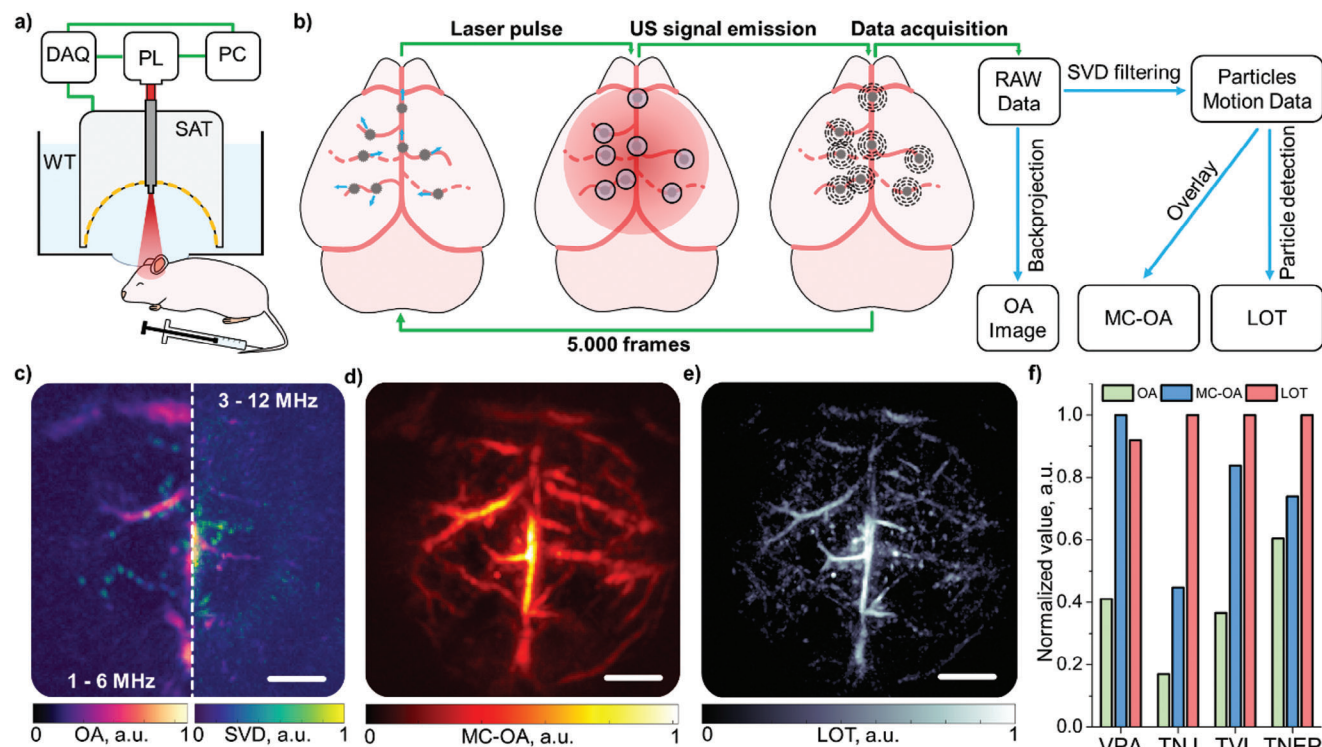 a)
DAQ
PL
PC
SAT
WT
b)
Laser pulse
US signal emission
Data acquisition
RAW
Data
SVD filtering
Particles
Motion Data
Backprojection
Overlay
Particle detection
OA
Image
MC-OA
LOT
5.000 frames
c)
3 - 12 MHz
1 - 6 MHz
0 OA, a.u. 1
0 SVD, a.u. 1
d)
0 MC-OA, a.u. 1
e)
0 LOT, a.u. 1
f)
OA MC-OA LOT
Normalized value, a.u.
1.0
0.8
0.6
0.4
0.2
0.0